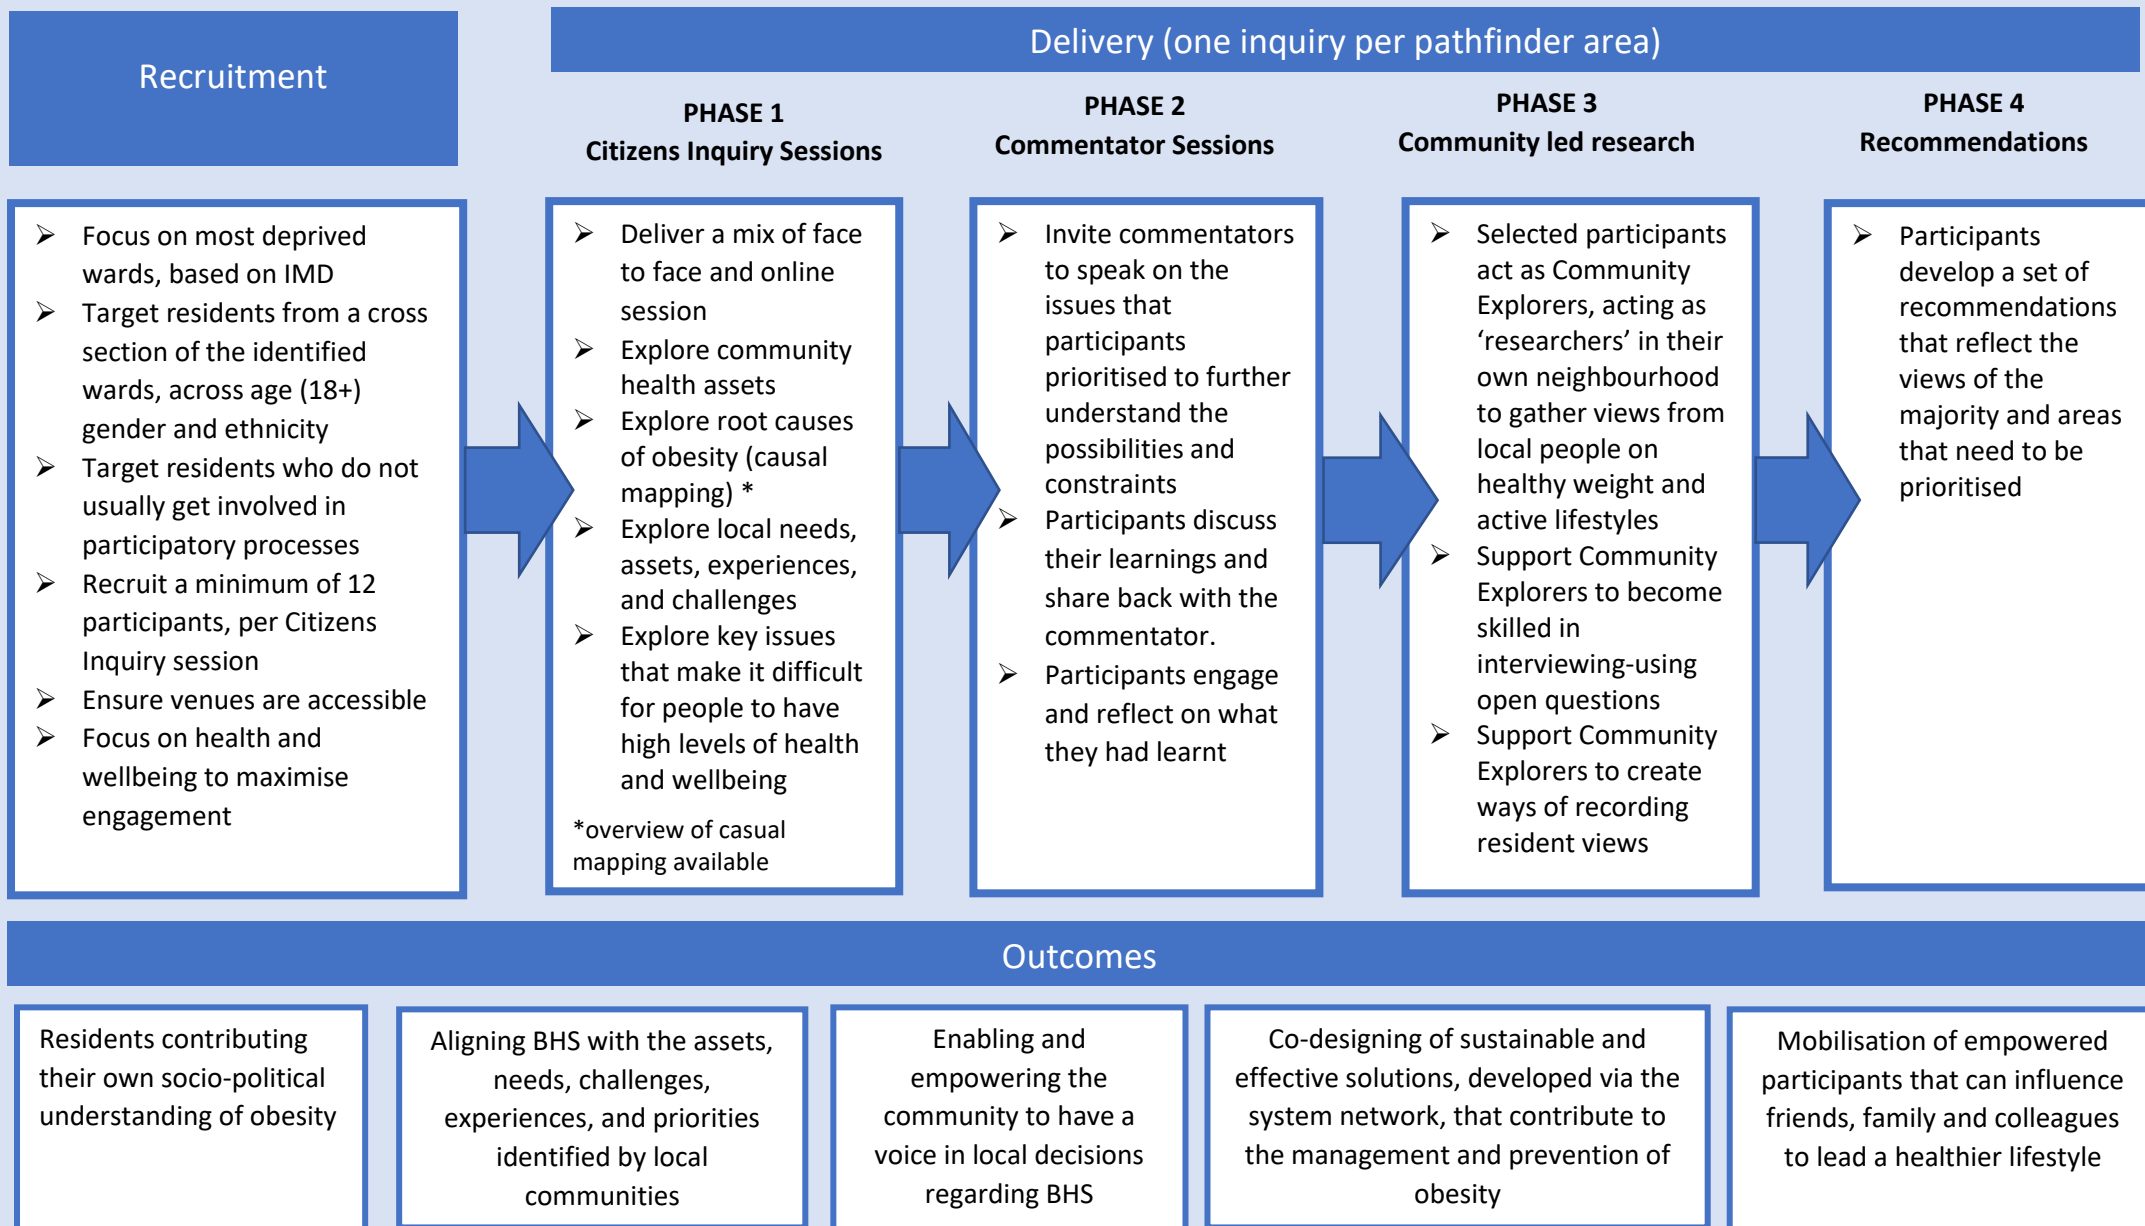 Recruitment
Delivery (one inquiry per pathfinder area)
PHASE 1
Citizens Inquiry Sessions
PHASE 2
Commentator Sessions
PHASE 3
Community led research
PHASE 4
Recommendations
➢ Focus on most deprived
wards, based on IMD
➢ Target residents from a cross
section of the identified
wards, across age (18+)
gender and ethnicity
➢ Target residents who do not
usually get involved in
participatory processes
➢ Recruit a minimum of 12
participants, per Citizens
Inquiry session
➢ Ensure venues are accessible
➢ Focus on health and
wellbeing to maximise
engagement
➢ Deliver a mix of face
to face and online
session
➢ Explore community
health assets
➢ Explore root causes
of obesity (causal
mapping) *
➢ Explore local needs,
assets, experiences,
and challenges
➢ Explore key issues
that make it difficult
for people to have
high levels of health
and wellbeing
*overview of casual
mapping available
➢ Invite commentators
to speak on the
issues that
participants
prioritised to further
understand the
possibilities and
constraints
➢ Participants discuss
their learnings and
share back with the
commentator.
➢ Participants engage
and reflect on what
they had learnt
➢ Selected participants
act as Community
Explorers, acting as
‘researchers’ in their
own neighbourhood
to gather views from
local people on
healthy weight and
active lifestyles
➢ Support Community
Explorers to become
skilled in
interviewing-using
open questions
➢ Support Community
Explorers to create
ways of recording
resident views
➢ Participants
develop a set of
recommendations
that reflect the
views of the
majority and areas
that need to be
prioritised
Outcomes
Residents contributing
their own socio-political
understanding of obesity
Aligning BHS with the assets,
needs, challenges,
experiences, and priorities
identified by local
communities
Enabling and
empowering the
community to have a
voice in local decisions
regarding BHS
Co-designing of sustainable and
effective solutions, developed via the
system network, that contribute to
the management and prevention of
obesity
Mobilisation of empowered
participants that can influence
friends, family and colleagues
to lead a healthier lifestyle